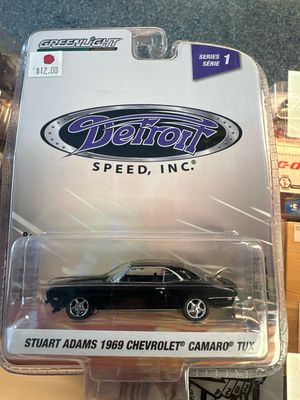 GREENLIGHT
$12.00
SERIES
SÉRIE 1
Detroit
SPEED, INC.®
STUART ADAMS 1969 CHEVROLET® CAMARO® TUX